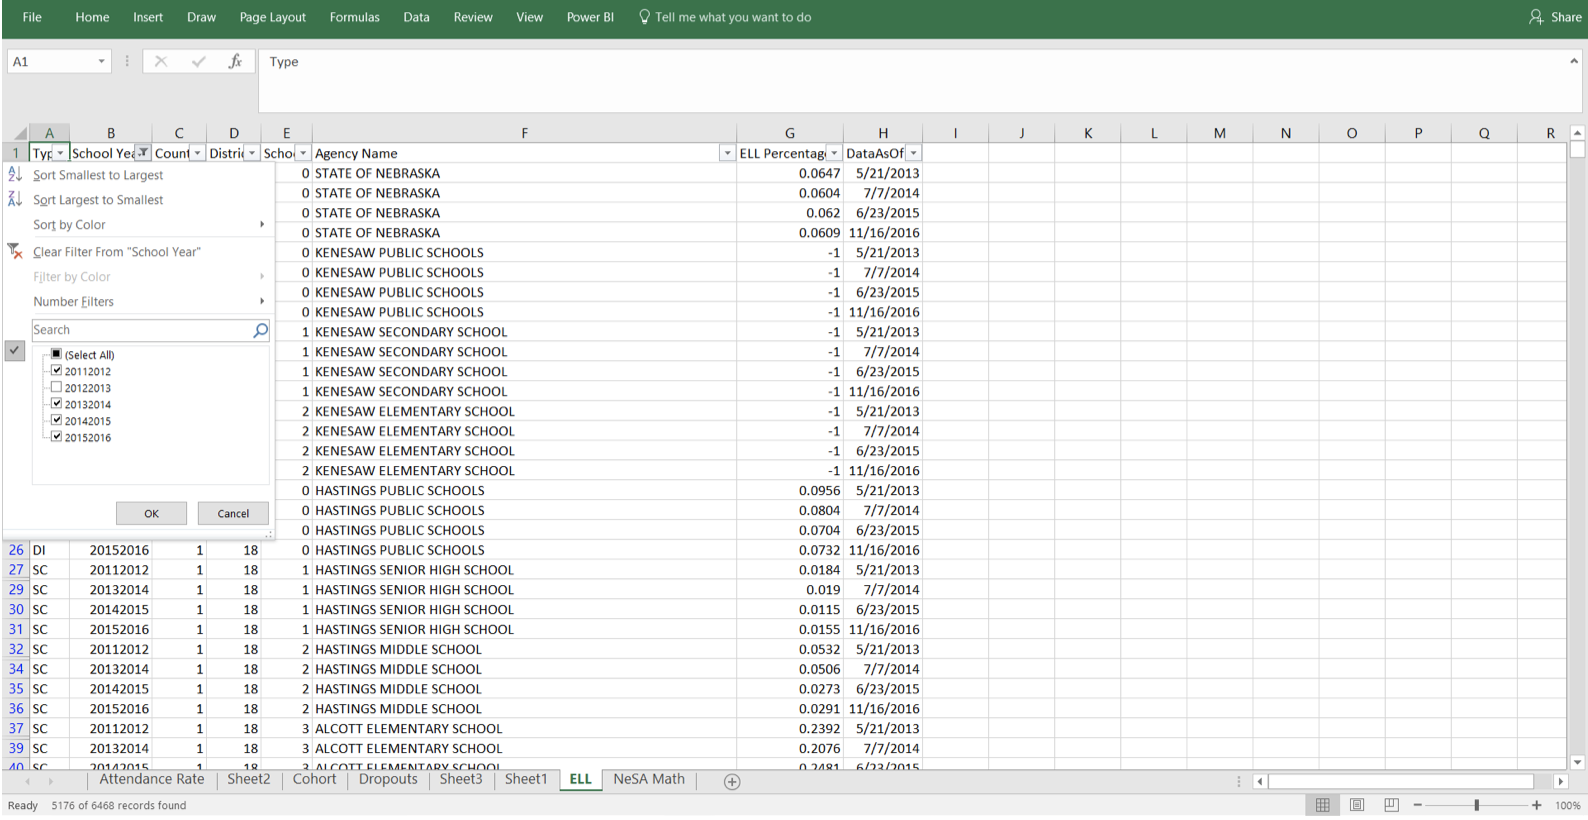 File Home Insert Draw Page Layout Formulas Data Review View Power BI Tell me what you want to do Share
A1 fx Type
A B C D E F G H I J K L M N O P Q R
1 Typ School Yea Count Distric Schoo Agency Name ELL Percentag DataAsOf
Sort Smallest to Largest
Sort Largest to Smallest
Sort by Color
Clear Filter From "School Year"
Filter by Color
Number Filters
Search
(Select All)
20112012
20122013
20132014
20142015
20152016
OK Cancel
0 STATE OF NEBRASKA 0.0647 5/21/2013
0 STATE OF NEBRASKA 0.0604 7/7/2014
0 STATE OF NEBRASKA 0.062 6/23/2015
0 STATE OF NEBRASKA 0.0609 11/16/2016
0 KENESAW PUBLIC SCHOOLS -1 5/21/2013
0 KENESAW PUBLIC SCHOOLS -1 7/7/2014
0 KENESAW PUBLIC SCHOOLS -1 6/23/2015
0 KENESAW PUBLIC SCHOOLS -1 11/16/2016
1 KENESAW SECONDARY SCHOOL -1 5/21/2013
1 KENESAW SECONDARY SCHOOL -1 7/7/2014
1 KENESAW SECONDARY SCHOOL -1 6/23/2015
1 KENESAW SECONDARY SCHOOL -1 11/16/2016
2 KENESAW ELEMENTARY SCHOOL -1 5/21/2013
2 KENESAW ELEMENTARY SCHOOL -1 7/7/2014
2 KENESAW ELEMENTARY SCHOOL -1 6/23/2015
2 KENESAW ELEMENTARY SCHOOL -1 11/16/2016
0 HASTINGS PUBLIC SCHOOLS 0.0956 5/21/2013
0 HASTINGS PUBLIC SCHOOLS 0.0804 7/7/2014
0 HASTINGS PUBLIC SCHOOLS 0.0704 6/23/2015
26 DI 20152016 1 18 0 HASTINGS PUBLIC SCHOOLS 0.0732 11/16/2016
27 SC 20112012 1 18 1 HASTINGS SENIOR HIGH SCHOOL 0.0184 5/21/2013
29 SC 20132014 1 18 1 HASTINGS SENIOR HIGH SCHOOL 0.019 7/7/2014
30 SC 20142015 1 18 1 HASTINGS SENIOR HIGH SCHOOL 0.0115 6/23/2015
31 SC 20152016 1 18 1 HASTINGS SENIOR HIGH SCHOOL 0.0155 11/16/2016
32 SC 20112012 1 18 2 HASTINGS MIDDLE SCHOOL 0.0532 5/21/2013
34 SC 20132014 1 18 2 HASTINGS MIDDLE SCHOOL 0.0506 7/7/2014
35 SC 20142015 1 18 2 HASTINGS MIDDLE SCHOOL 0.0273 6/23/2015
36 SC 20152016 1 18 2 HASTINGS MIDDLE SCHOOL 0.0291 11/16/2016
37 SC 20112012 1 18 3 ALCOTT ELEMENTARY SCHOOL 0.2392 5/21/2013
39 SC 20132014 1 18 3 ALCOTT ELEMENTARY SCHOOL 0.2076 7/7/2014
40 SC 20142015 1 18 3 ALCOTT ELEMENTARY SCHOOL 0.2481 6/23/2015
Attendance Rate Sheet2 Cohort Dropouts Sheet3 Sheet1 ELL NeSA Math
Ready 5176 of 6468 records found 100%